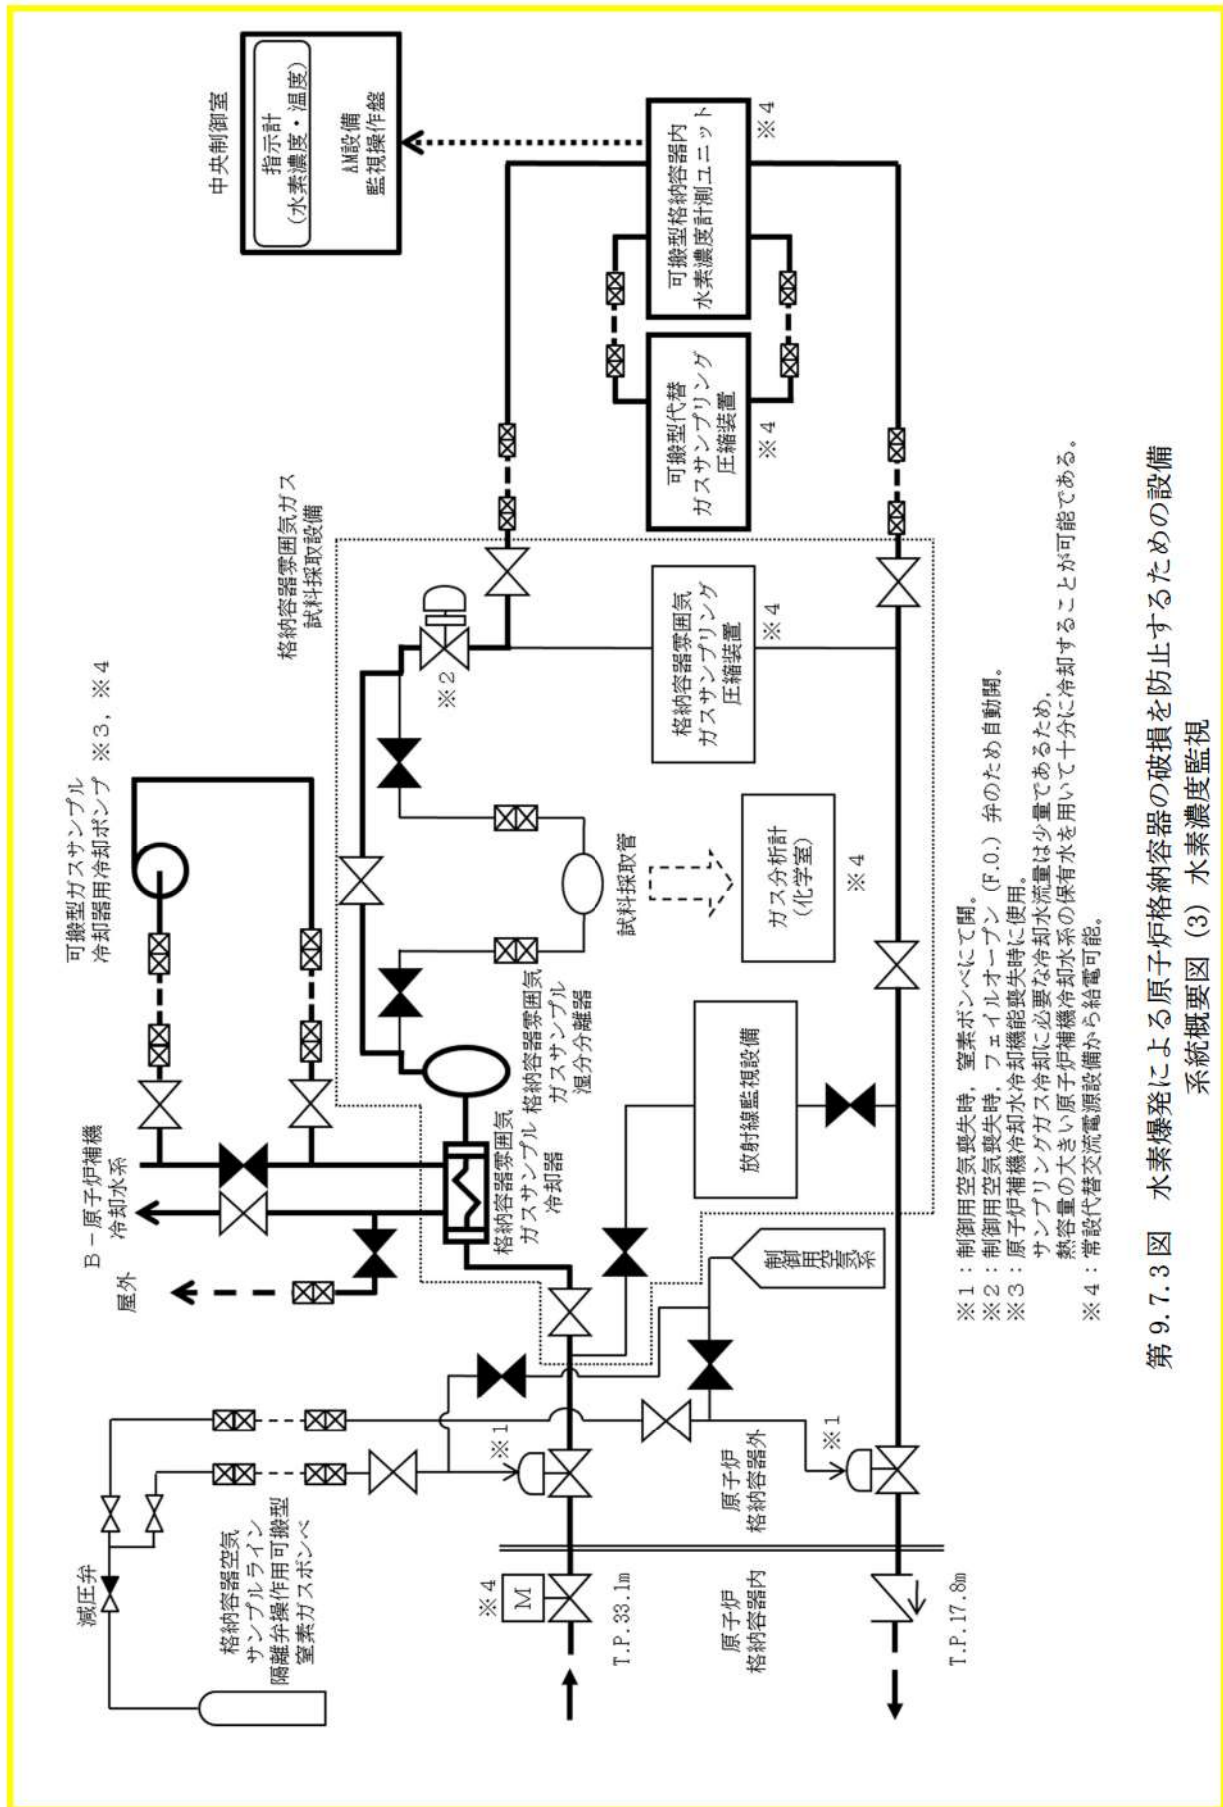 中央制御室
指示計
(水素濃度・温度)
AM設備
監視操作盤
可搬型ガスサンプル
冷却器用冷却ポンプ ※3, ※4
格納容器雰囲気ガス
試料採取設備
B-原子炉補機
冷却水系
屋外
減圧弁
格納容器空気
サンプルライン
隔離弁操作用可搬型
窒素ガスボンベ
※1
※4
M
T.P.33.1m
格納容器雰囲気
ガスサンプル
冷却器
格納容器雰囲気
ガスサンプル
湿分分離器
※2
試料採取管
ガス分析計
(化学室)
※4
格納容器雰囲気
ガスサンプリング
圧縮装置
※4
可搬型代替
ガスサンプリング
圧縮装置
※4
可搬型格納容器内
水素濃度計測ユニット
※4
放射線監視設備
制御用空気系
原子炉
格納容器外
※1
原子炉
格納容器内
T.P.17.8m
※1:制御用空気喪失時, 窒素ボンベにて開。
※2:制御用空気喪失時, フェイルオープン (F.O.) 弁のため自動開。
※3:原子炉補機冷却水冷却機能喪失時に使用。
サンプリングガス冷却に必要な冷却水流量は少量であるため,
熱容量の大きい原子炉補機冷却水系の保有水を用いて十分に冷却することが可能である。
※4:常設代替交流電源設備から給電可能。
第9.7.3図 水素爆発による原子炉格納容器の破損を防止するための設備
系統概要図 (3) 水素濃度監視